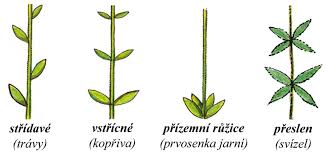 střídavé vstřícné přízemní růžice přeslen
(trávy) (kopřiva) (prvosenka jarní) (svízel)